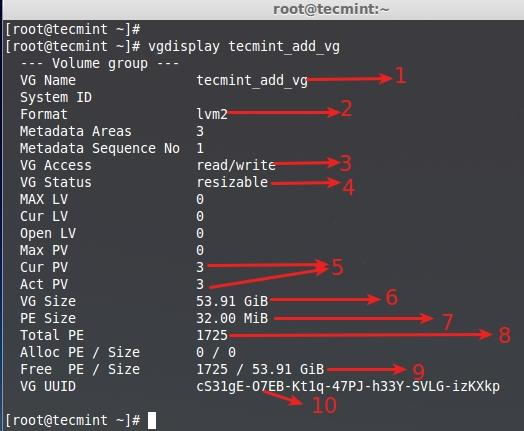 root@tecmint:~
[root@tecmint ~]#
[root@tecmint ~]# vgdisplay tecmint_add_vg
--- Volume group ---
VG Name tecmint_add_vg 1
System ID
Format lvm2 2
Metadata Areas 3
Metadata Sequence No 1
VG Access read/write 3
VG Status resizable 4
MAX LV 0
Cur LV 0
Open LV 0
Max PV 0
Cur PV 3 5
Act PV 3
VG Size 53.91 GiB 6
PE Size 32.00 MiB 7
Total PE 1725 8
Alloc PE / Size 0 / 0
Free  PE / Size 1725 / 53.91 GiB 9
VG UUID cS31gE-07EB-Kt1q-47PJ-h33Y-SVLG-izKXkp
10
[root@tecmint ~]#